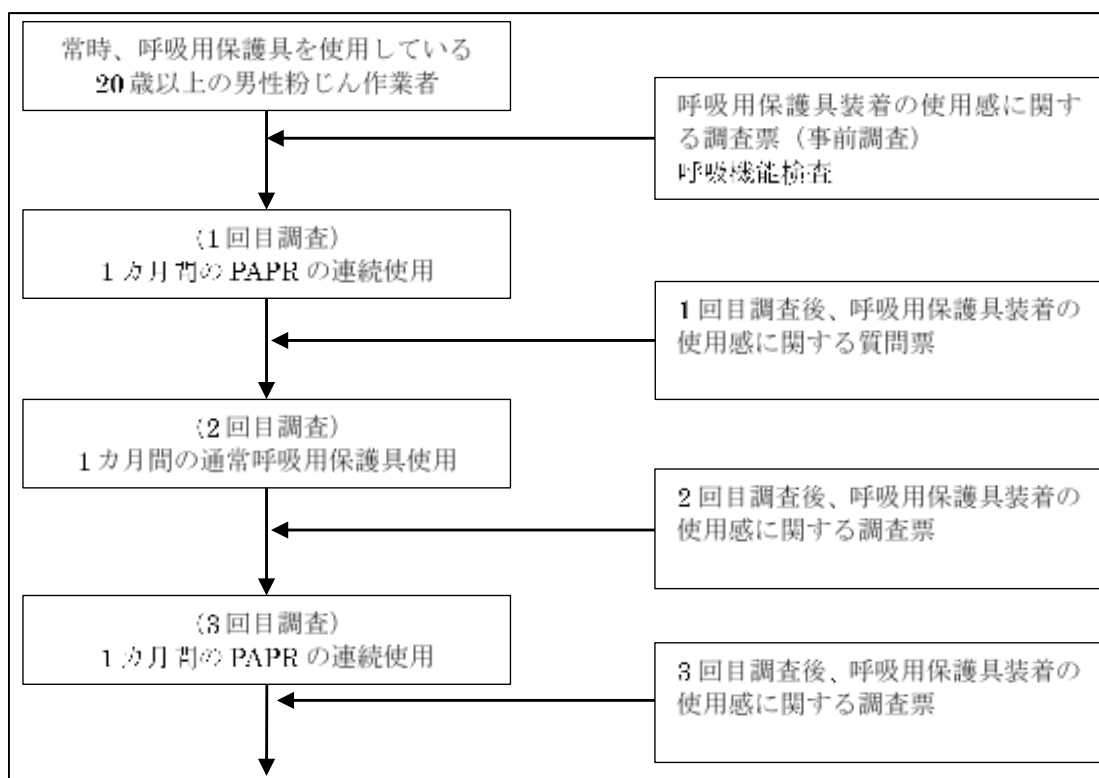 常時、呼吸用保護具を使用している
20歳以上の男性粉じん作業者
呼吸用保護具装着の使用感に関す
る調査票（事前調査）
呼吸機能検査
(1回目調査)
1カ月間のPAPRの連続使用
1回目調査後、呼吸用保護具装着の
使用感に関する質問票
(2回目調査)
1カ月間の通常呼吸用保護具使用
2回目調査後、呼吸用保護具装着の
使用感に関する調査票
(3回目調査)
1カ月間のPAPRの連続使用
3回目調査後、呼吸用保護具装着の
使用感に関する調査票